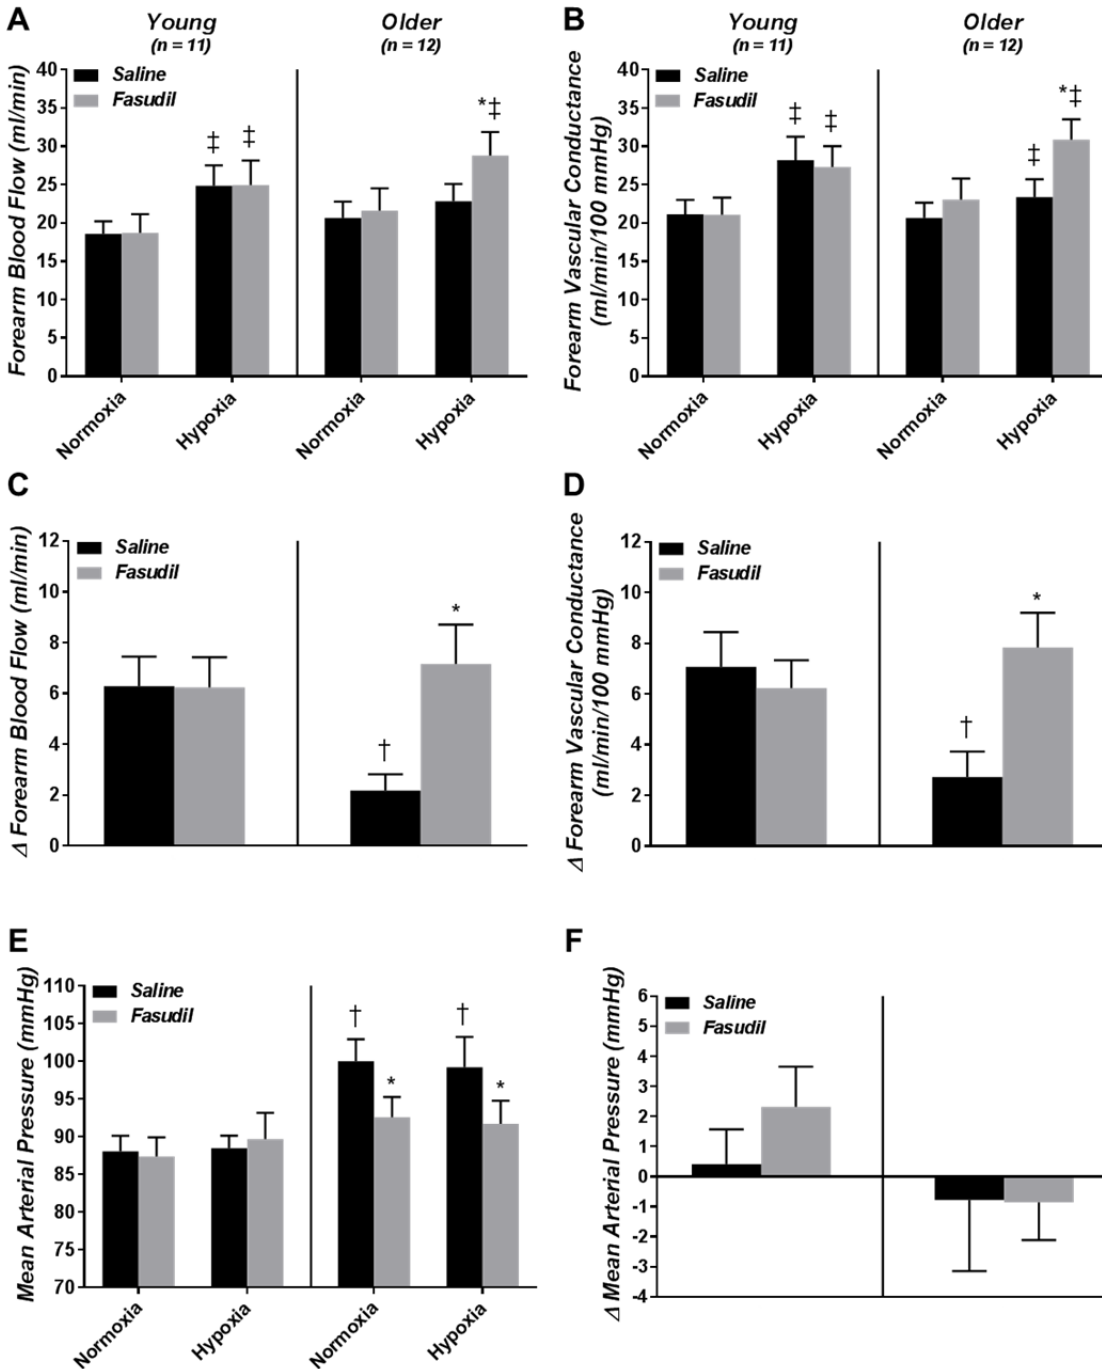 A
Young
(n = 11)
Older
(n = 12)
Forearm Blood Flow (ml/min)
40
35
30
25
20
15
10
5
0
Saline
Fasudil
‡
‡
*‡
Normoxia
Hypoxia
Normoxia
Hypoxia
B
Young
(n = 11)
Older
(n = 12)
Forearm Vascular Conductance
(ml/min/100 mmHg)
40
35
30
25
20
15
10
5
0
Saline
Fasudil
‡
‡
‡
*‡
Normoxia
Hypoxia
Normoxia
Hypoxia
C
Δ Forearm Blood Flow (ml/min)
12
10
8
6
4
2
0
Saline
Fasudil
†
*
D
Δ Forearm Vascular Conductance
(ml/min/100 mmHg)
12
10
8
6
4
2
0
Saline
Fasudil
†
*
E
Mean Arterial Pressure (mmHg)
110
105
100
95
90
85
80
75
70
Saline
Fasudil
†
*
†
*
Normoxia
Hypoxia
Normoxia
Hypoxia
F
Δ Mean Arterial Pressure (mmHg)
6
5
4
3
2
1
0
-1
-2
-3
-4
Saline
Fasudil